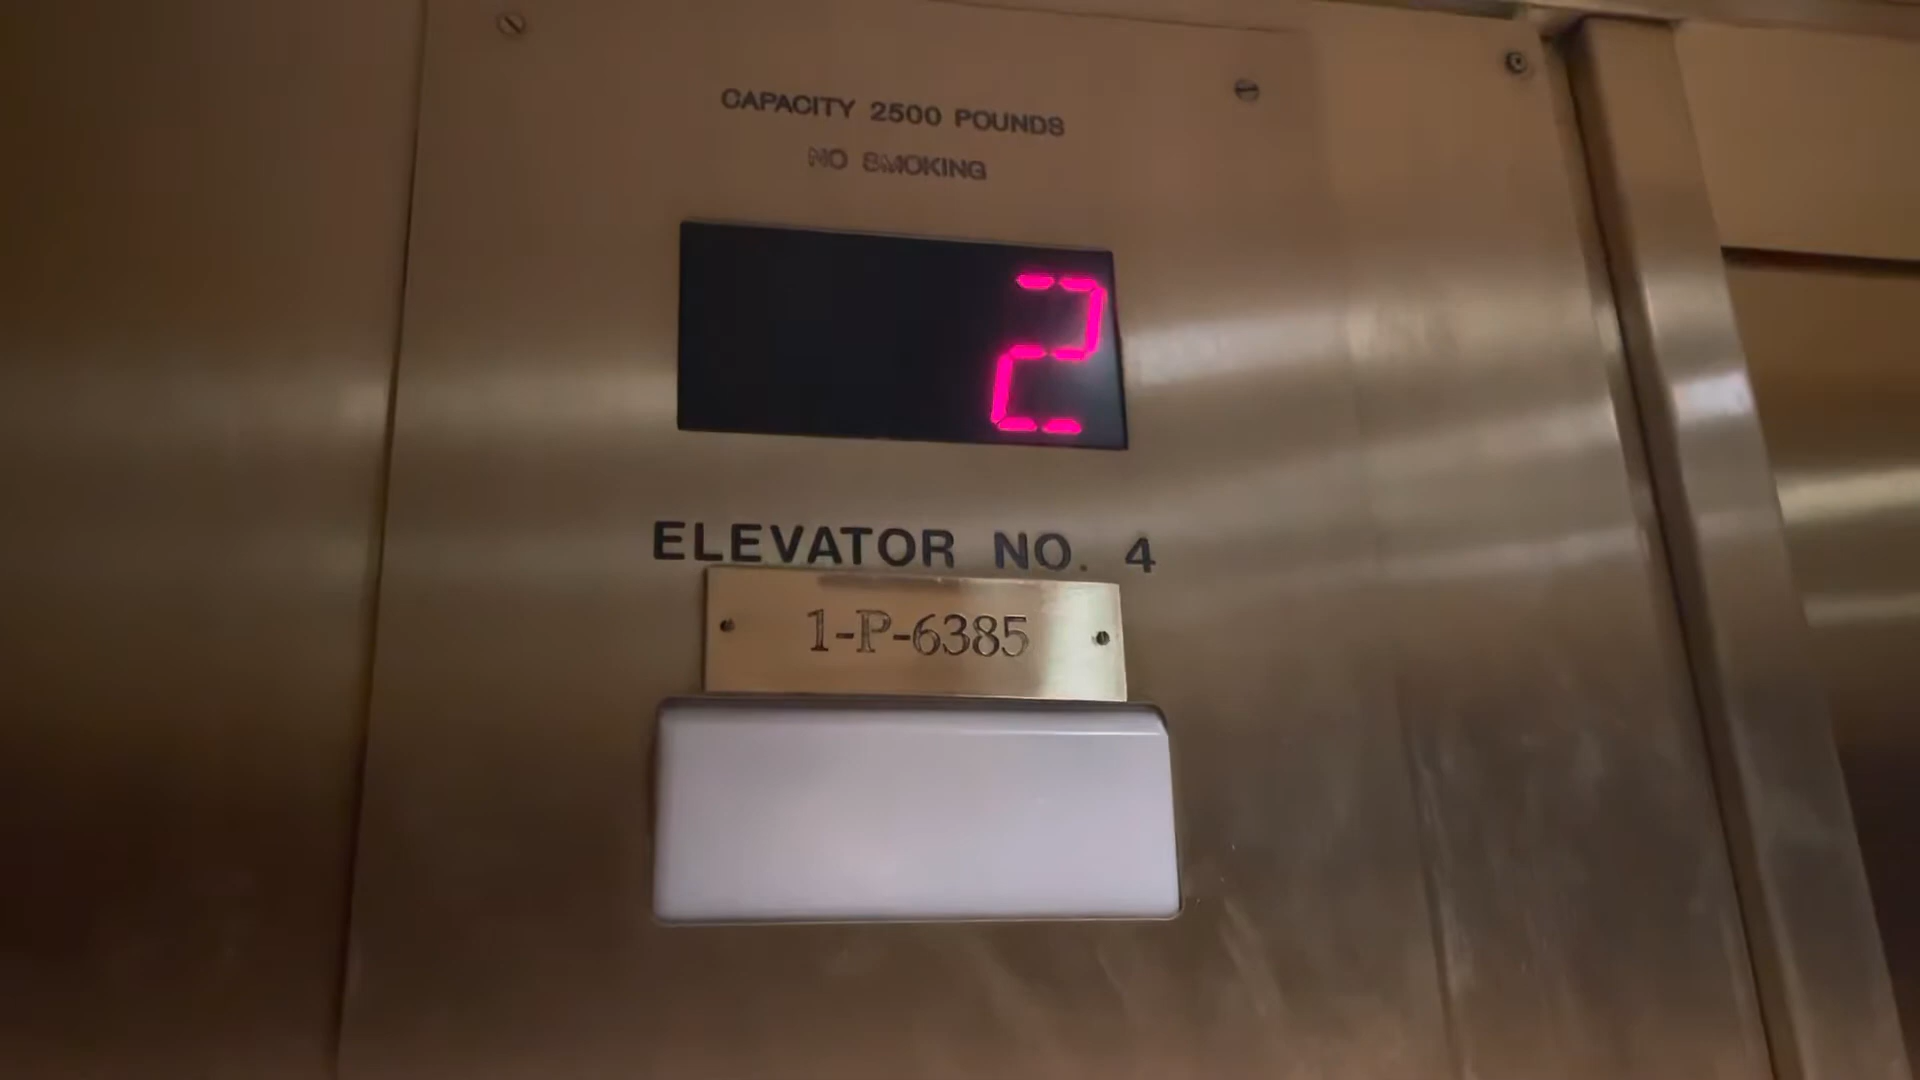 CAPACITY 2500 POUNDS
NO SMOKING
2
ELEVATOR NO. 4
1-P-6385